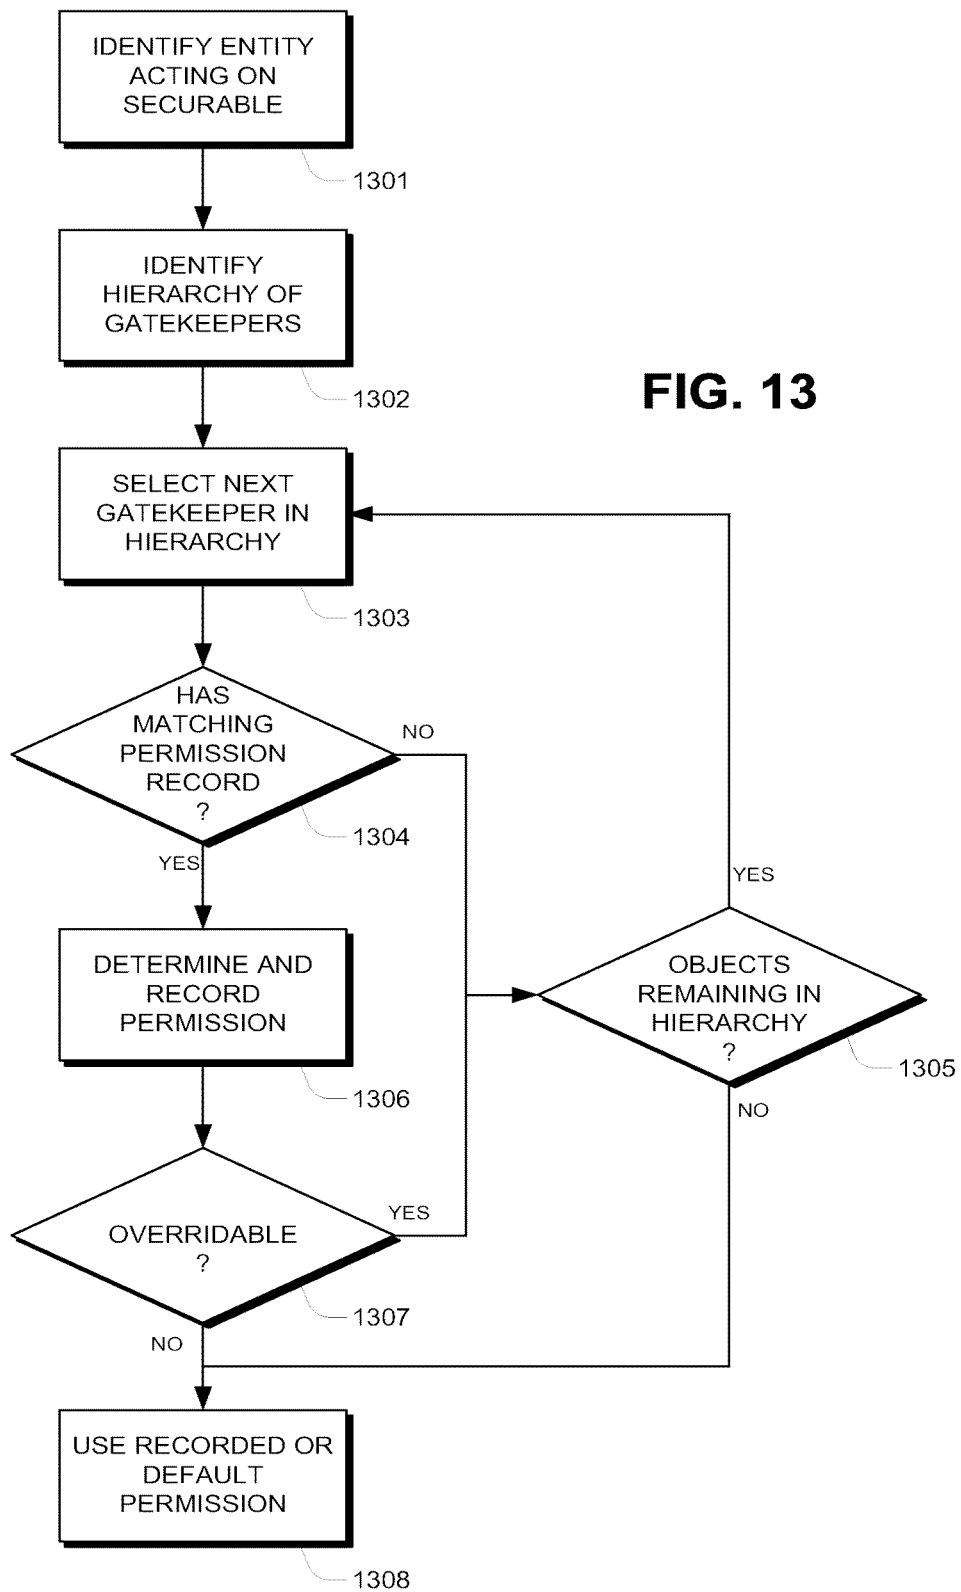 IDENTIFY ENTITY
ACTING ON
SECURABLE
1301
IDENTIFY
HIERARCHY OF
GATEKEEPERS
1302
FIG. 13
SELECT NEXT
GATEKEEPER IN
HIERARCHY
1303
HAS
MATCHING
PERMISSION
RECORD
?
NO
1304
YES
YES
DETERMINE AND
RECORD
PERMISSION
1306
OBJECTS
REMAINING IN
HIERARCHY
?
1305
NO
OVERRIDABLE
?
YES
1307
NO
USE RECORDED OR
DEFAULT
PERMISSION
1308